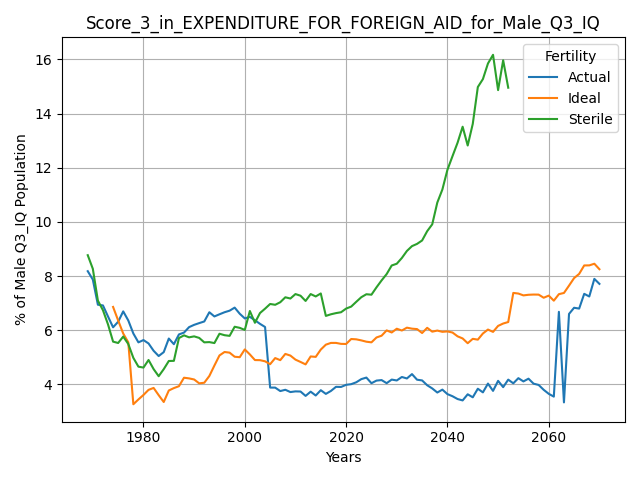 Score_3_in_EXPENDITURE_FOR_FOREIGN_AID_for_Male_Q3_IQ
% of Male Q3_IQ Population
16
14
12
10
8
6
4
Fertility
Actual
Ideal
Sterile
1980
2000
2020
2040
2060
Years